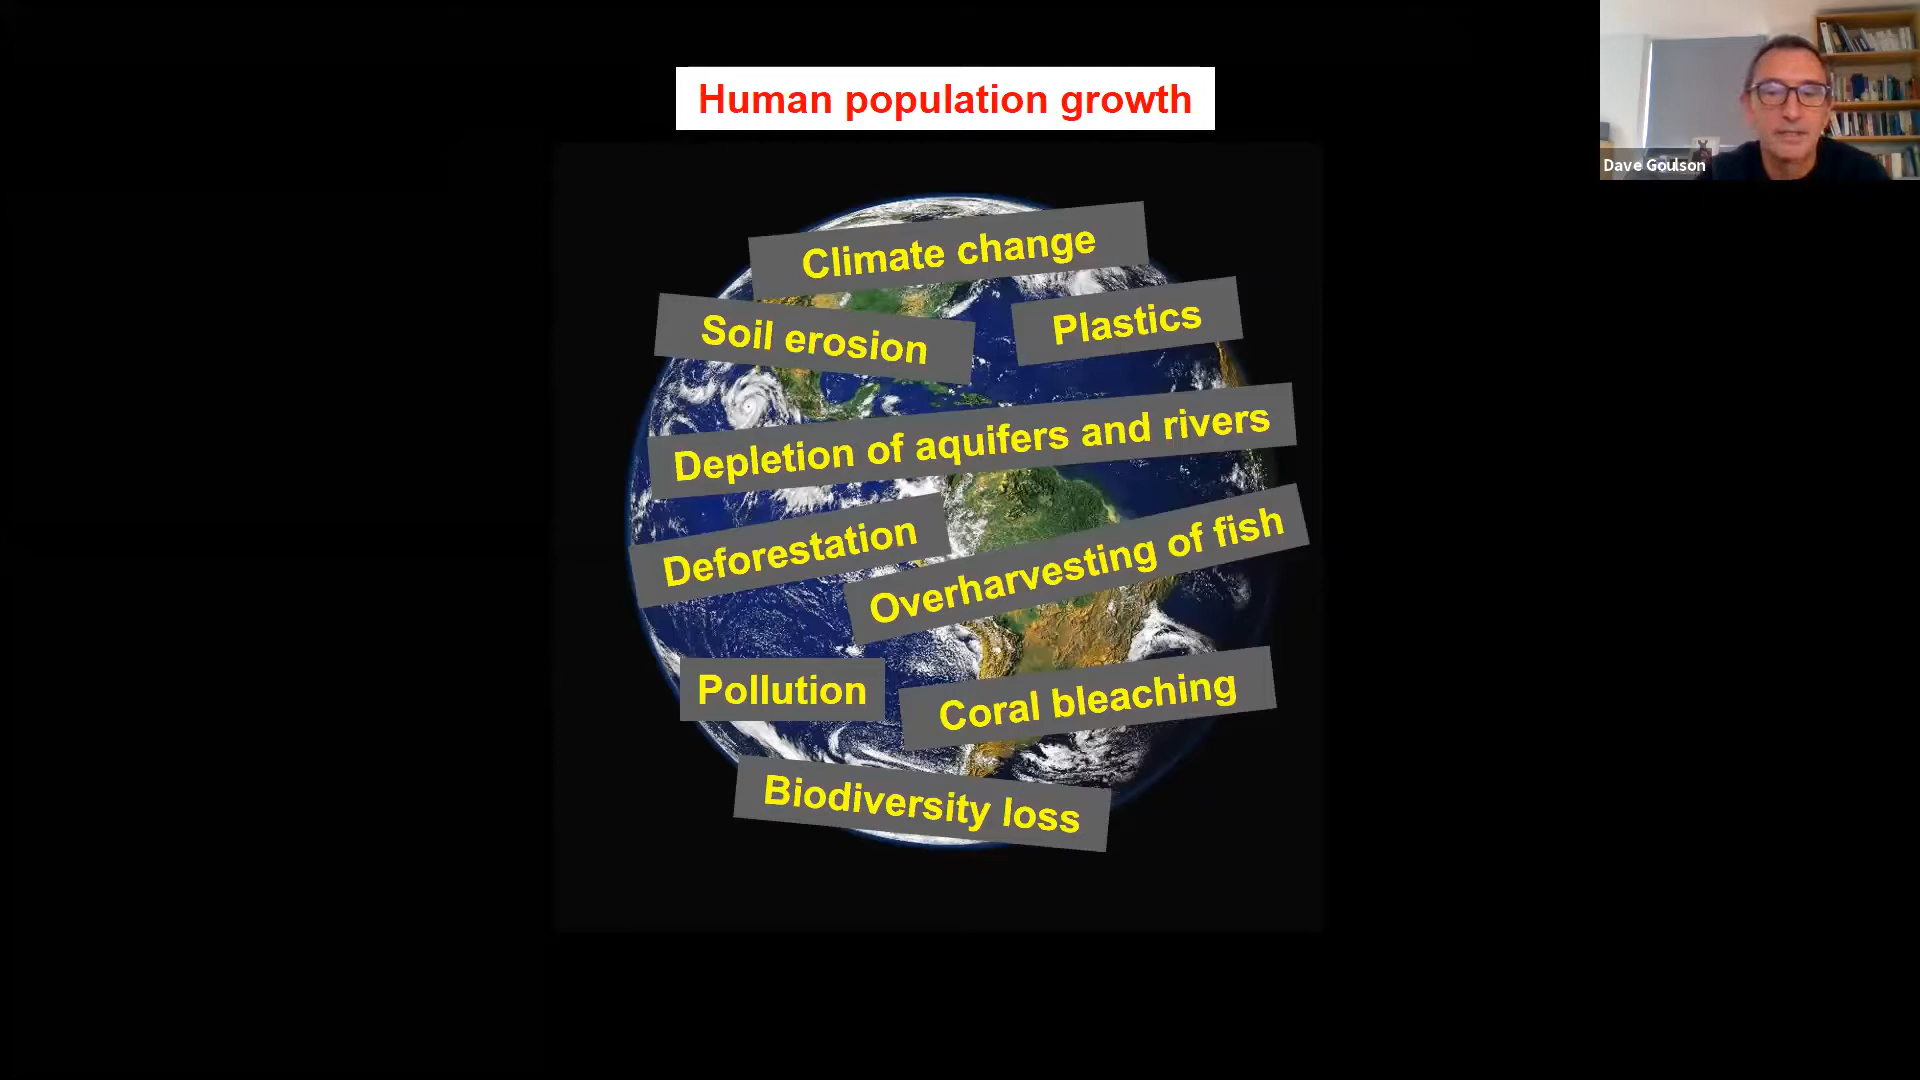 Human population growth
Dave Goulson
Climate change
Soil erosion
Plastics
Depletion of aquifers and rivers
Deforestation
Overharvesting of fish
Pollution
Coral bleaching
Biodiversity loss